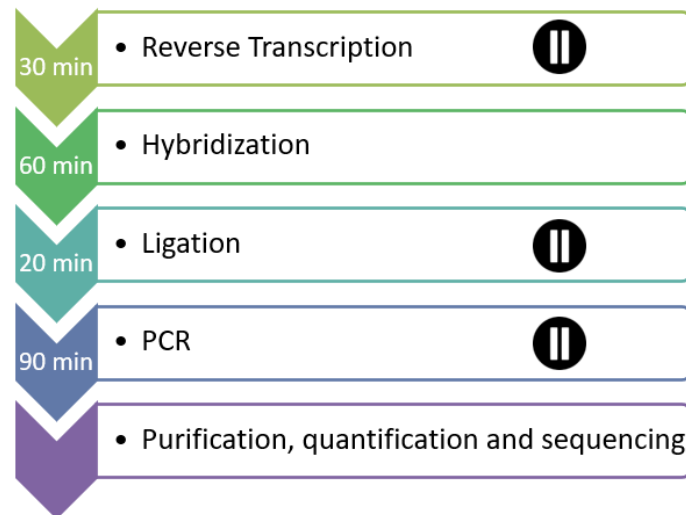 30 min
• Reverse Transcription
60 min
• Hybridization
20 min
• Ligation
90 min
• PCR
• Purification, quantification and sequencing